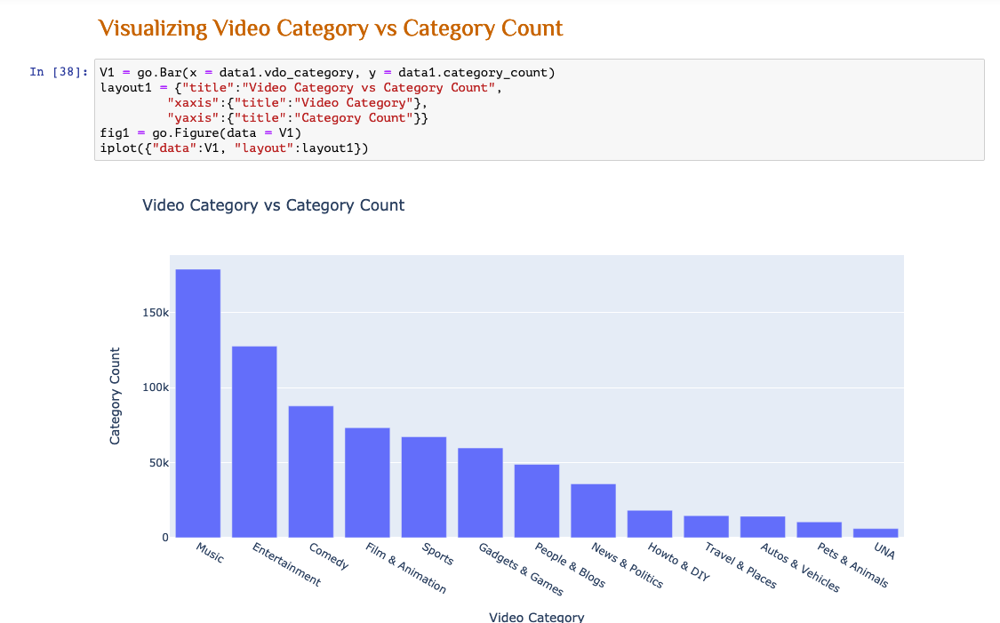 Visualizing Video Category vs Category Count
In [38]:
V1 = go.Bar(x = data1.vdo_category, y = data1.category_count)
layout1 = {"title":"Video Category vs Category Count",
"xaxis":{"title":"Video Category"},
"yaxis":{"title":"Category Count"}}
fig1 = go.Figure(data = V1)
iplot({"data":V1, "layout":layout1})
Video Category vs Category Count
Category Count
150k
100k
50k
0
Music
Entertainment
Comedy
Film & Animation
Sports
Gadgets & Games
People & Blogs
News & Politics
Howto & DIY
Travel & Places
Autos & Vehicles
Pets & Animals
UNA
Video Category